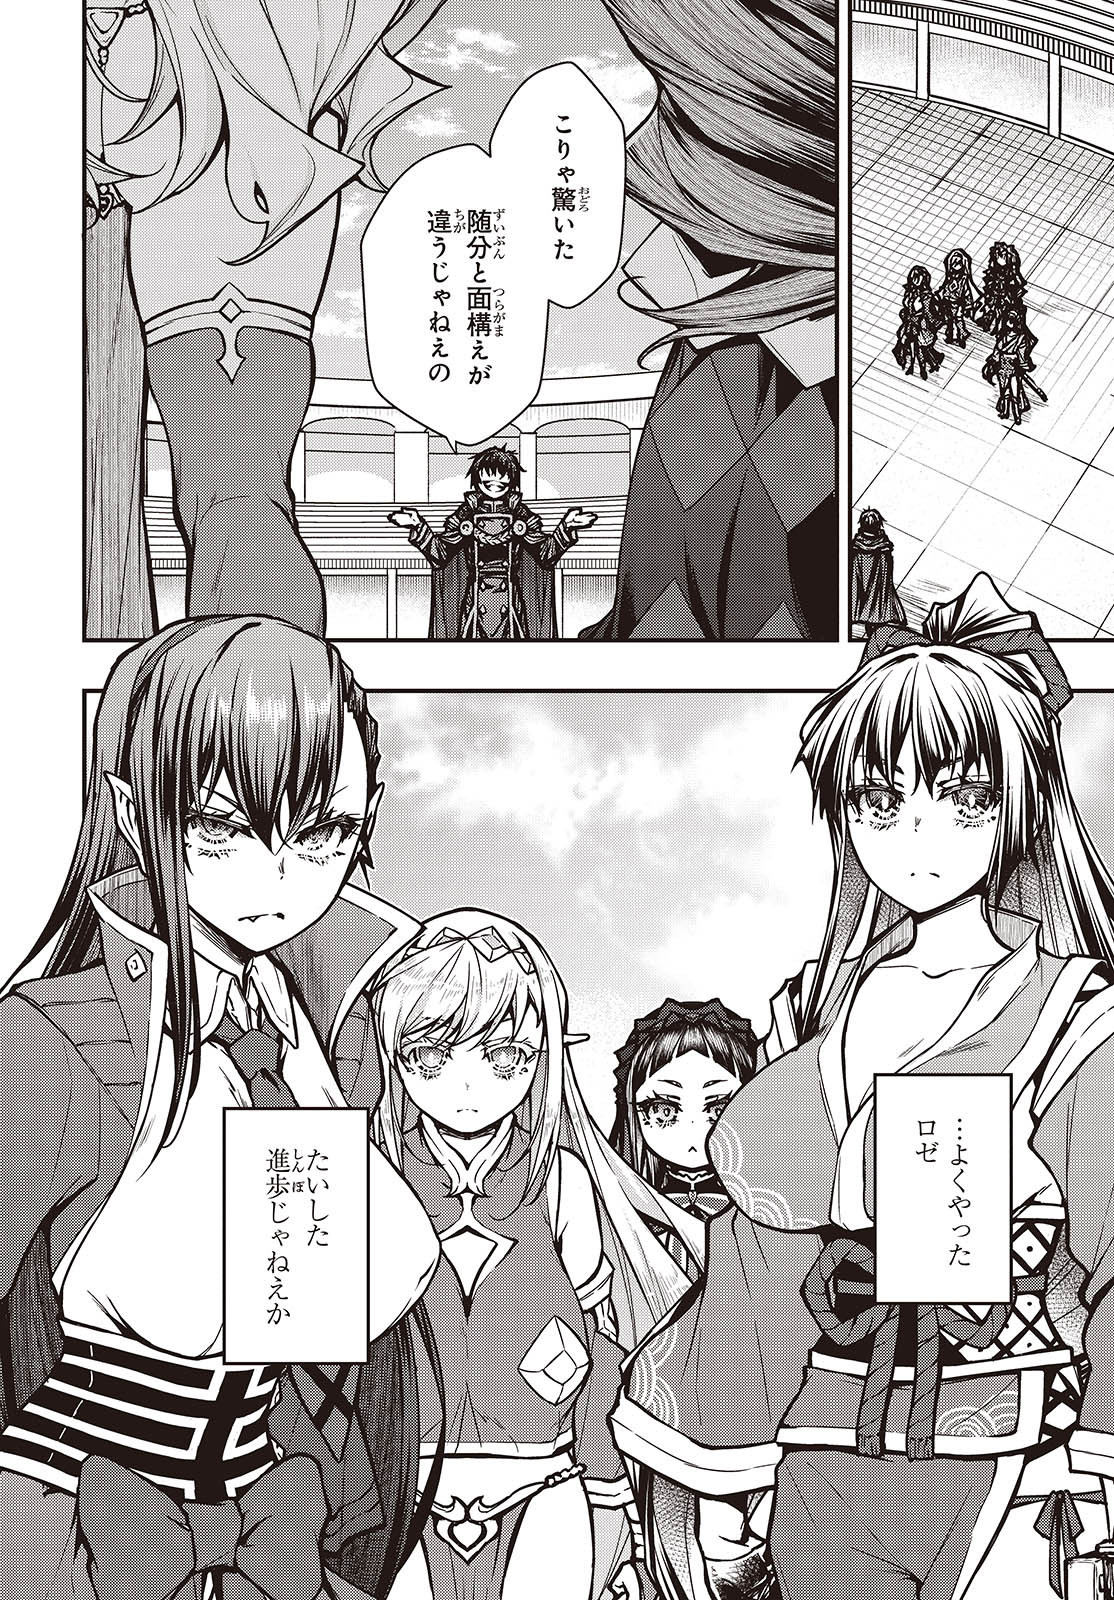 こりゃ驚いた
随分と面構えが
違うじゃねえの
…よくやった
ロゼ
たいした
進歩じゃねえか